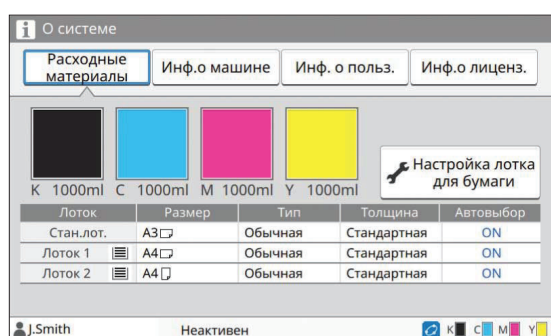 О системе
Расходные
материалы
Инф.о машине
Инф. о польз.
Инф.о лиценз.
K 1000ml C 1000ml M 1000ml Y 1000ml
Настройка лотка
для бумаги
Лоток Размер Тип Толщина Автовыбор
Стан.лот. A3 Обычная Стандартная ON
Лоток 1 A4 Обычная Стандартная ON
Лоток 2 A4 Обычная Стандартная ON
J.Smith Неактивен K C M Y